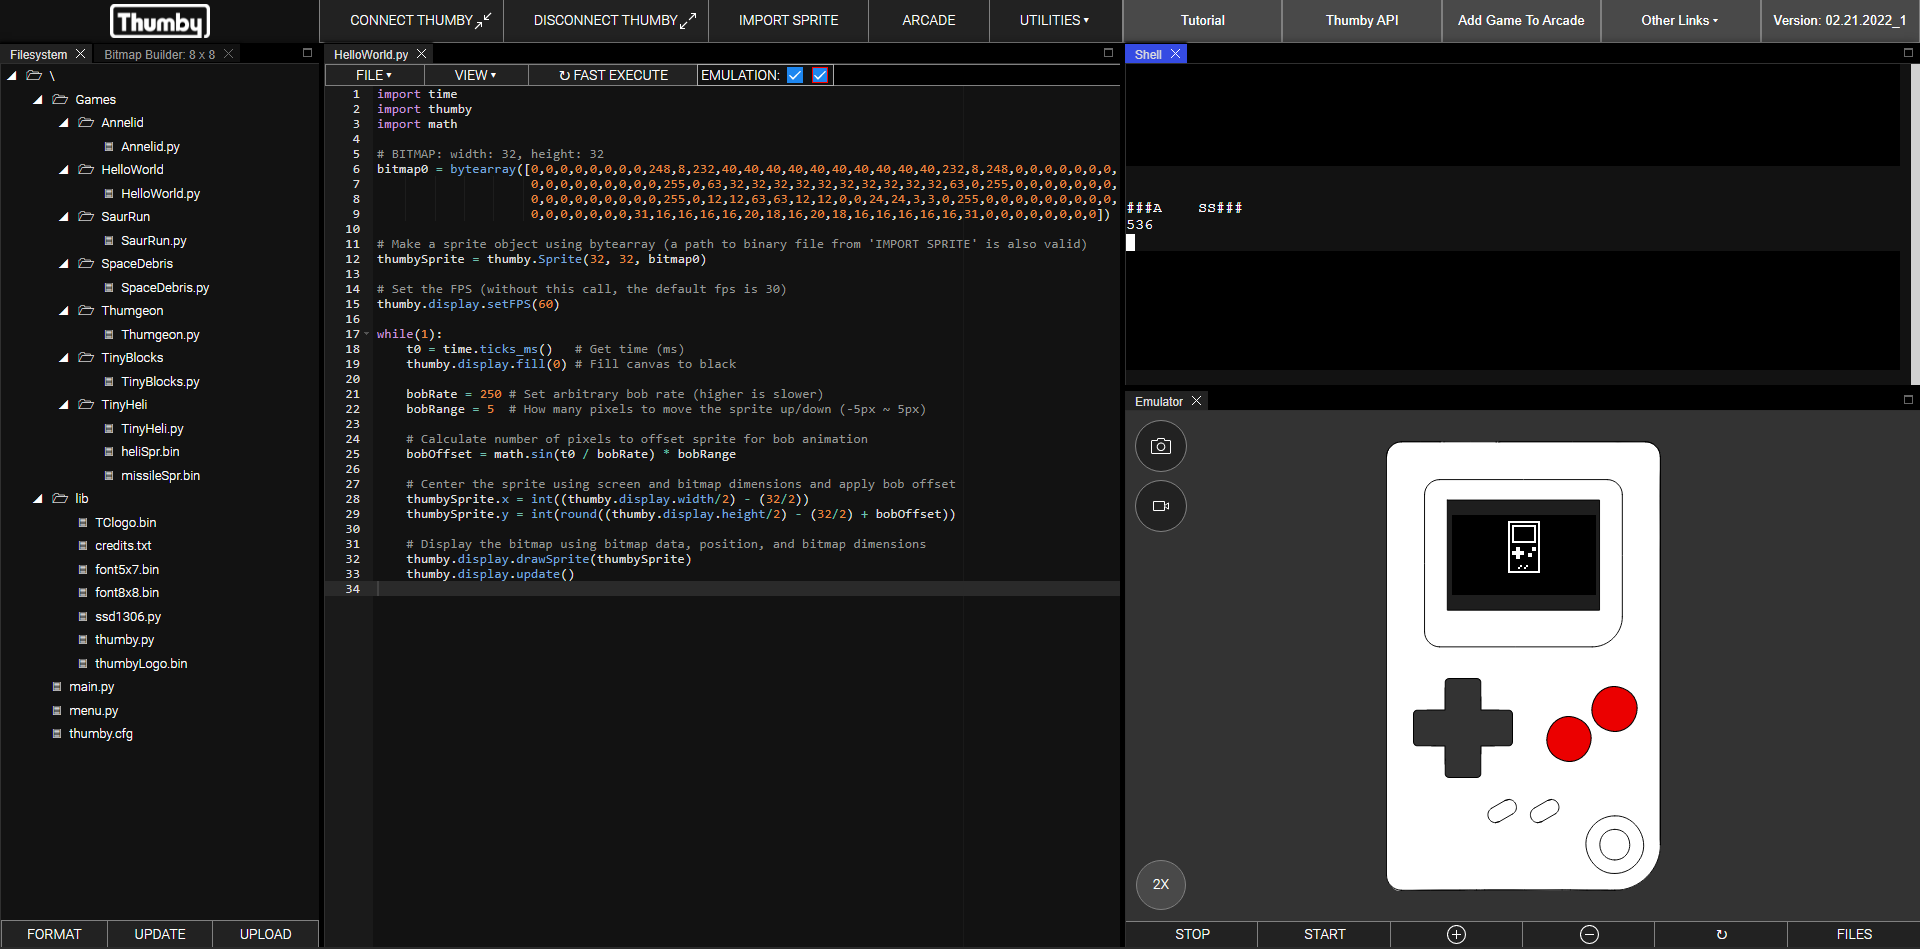 Thumby
CONNECT THUMBY
DISCONNECT THUMBY
IMPORT SPRITE
ARCADE
UTILITIES ▾
Tutorial
Thumby API
Add Game To Arcade
Other Links ▾
Version: 02.21.2022_1
Filesystem
Bitmap Builder: 8 x 8
\
Games
Annelid
Annelid.py
HelloWorld
HelloWorld.py
SaurRun
SaurRun.py
SpaceDebris
SpaceDebris.py
Thumgeon
Thumgeon.py
TinyBlocks
TinyBlocks.py
TinyHeli
TinyHeli.py
heliSpr.bin
missileSpr.bin
lib
TClogo.bin
credits.txt
font5x7.bin
font8x8.bin
ssd1306.py
thumby.py
thumbyLogo.bin
main.py
menu.py
thumby.cfg
FORMAT
UPDATE
UPLOAD
HelloWorld.py
FILE ▾
VIEW ▾
↻ FAST EXECUTE
EMULATION:
1 import time
2 import thumby
3 import math
4
5 # BITMAP: width: 32, height: 32
6 bitmap0 = bytearray([0,0,0,0,0,0,0,0,248,8,232,40,40,40,40,40,40,40,40,40,40,232,8,248,0,0,0,0,0,0,0,
7 0,0,0,0,0,0,0,0,0,255,0,63,32,32,32,32,32,32,32,32,32,32,63,0,255,0,0,0,0,0,0,0,
8 0,0,0,0,0,0,0,0,0,255,0,12,12,63,63,12,12,0,0,24,24,3,3,0,255,0,0,0,0,0,0,0,0,
9 0,0,0,0,0,0,0,31,16,16,16,16,20,18,16,20,18,16,16,16,16,16,31,0,0,0,0,0,0,0,0])
10
11 # Make a sprite object using bytearray (a path to binary file from 'IMPORT SPRITE' is also valid)
12 thumbySprite = thumby.Sprite(32, 32, bitmap0)
13
14 # Set the FPS (without this call, the default fps is 30)
15 thumby.display.setFPS(60)
16
17 while(1):
18 t0 = time.ticks_ms()   # Get time (ms)
19 thumby.display.fill(0) # Fill canvas to black
20
21 bobRate = 250 # Set arbitrary bob rate (higher is slower)
22 bobRange = 5  # How many pixels to move the sprite up/down (-5px ~ 5px)
23
24 # Calculate number of pixels to offset sprite for bob animation
25 bobOffset = math.sin(t0 / bobRate) * bobRange
26
27 # Center the sprite using screen and bitmap dimensions and apply bob offset
28 thumbySprite.x = int((thumby.display.width/2) - (32/2))
29 thumbySprite.y = int(round((thumby.display.height/2) - (32/2) + bobOffset))
30
31 # Display the bitmap using bitmap data, position, and bitmap dimensions
32 thumby.display.drawSprite(thumbySprite)
33 thumby.display.update()
34
Shell
###A    SS###
536
Emulator
2X
STOP
START
↻
FILES